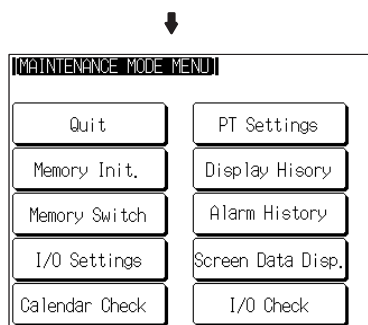 [MAINTENANCE MODE MENU]
Quit
PT Settings
Memory Init.
Display Hisory
Memory Switch
Alarm History
I/O Settings
Screen Data Disp.
Calendar Check
I/O Check